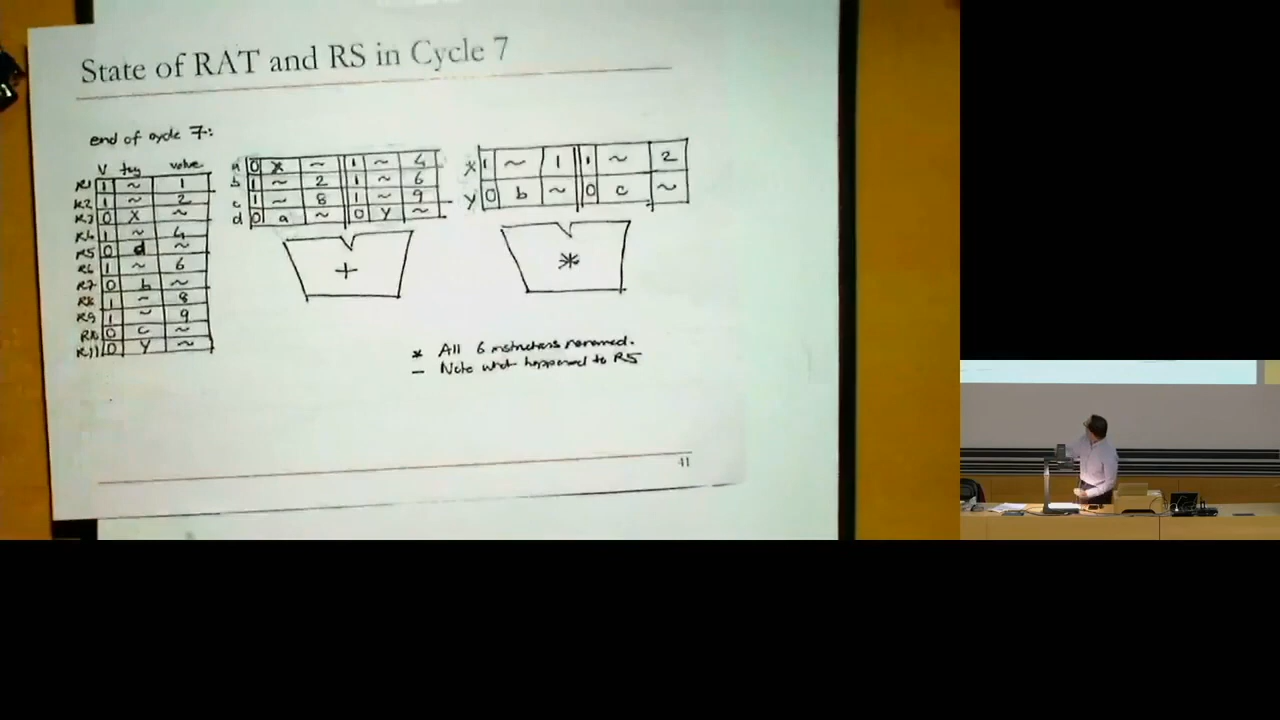 State of RAT and RS in Cycle 7
end of cycle 7:
V tag value
R1 1 ~ 1
R2 1 ~ 2
R3 0 X ~
R4 1 ~ 4
R5 0 d ~
R6 1 ~ 6
R7 0 b ~
R8 1 ~ 8
R9 1 ~ 9
R10 0 c ~
R11 0 Y ~
a 0 X ~ 1 ~ 4
b 1 ~ 2 1 ~ 6
c 1 ~ 8 1 ~ 9
d 0 a ~ 0 Y ~
+
X 1 ~ 1 1 ~ 2
Y 0 b ~ 0 c ~
*
* All 6 instructions renamed.
– Note what happened to R5
41